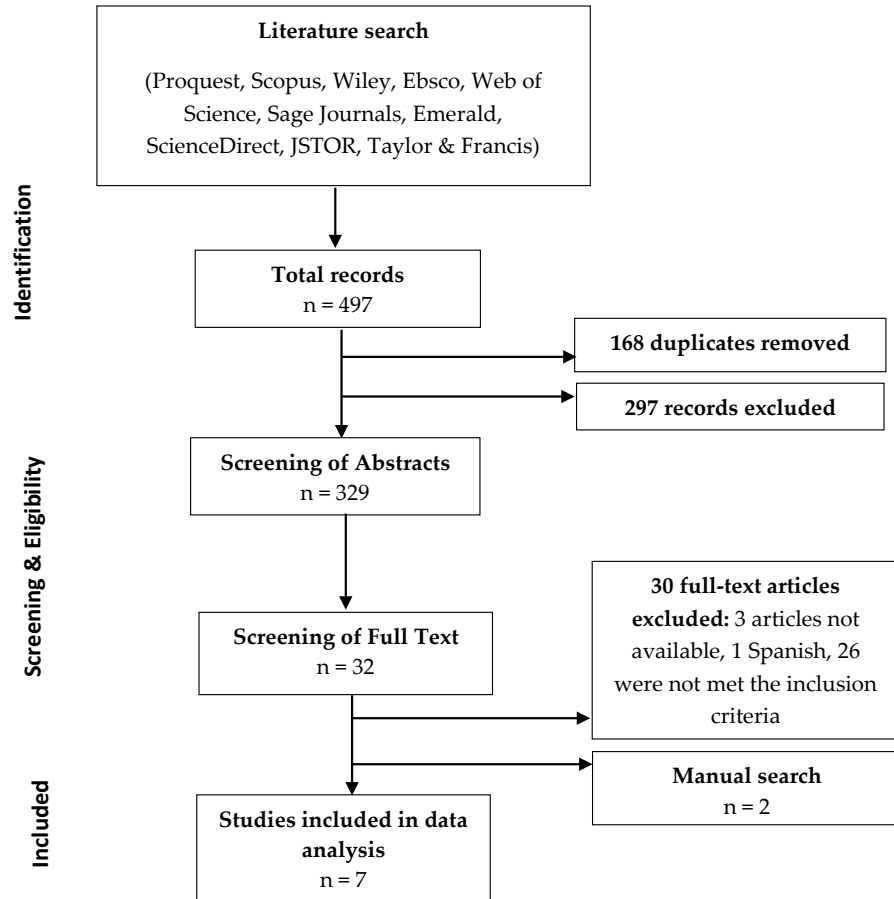 Literature search
(Proquest, Scopus, Wiley, Ebsco, Web of
Science, Sage Journals, Emerald,
ScienceDirect, JSTOR, Taylor & Francis)
Identification
Total records
n = 497
168 duplicates removed
297 records excluded
Screening & Eligibility
Screening of Abstracts
n = 329
30 full-text articles
excluded: 3 articles not
available, 1 Spanish, 26
were not met the inclusion
criteria
Screening of Full Text
n = 32
Manual search
n = 2
Included
Studies included in data
analysis
n = 7